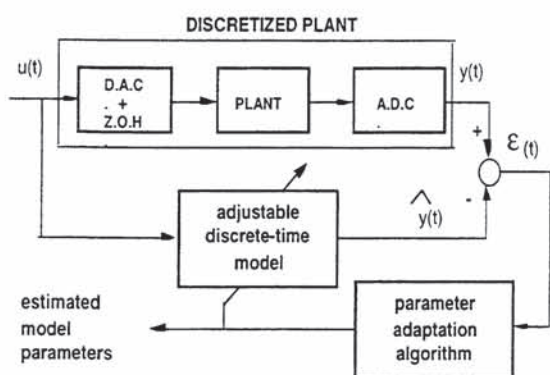 DISCRETIZED PLANT
u(t)
D.A.C
+
Z.O.H
PLANT
A.D.C
y(t)
+
ε(t)
-
^
y(t)
adjustable
discrete-time
model
estimated
model
parameters
parameter
adaptation
algorithm